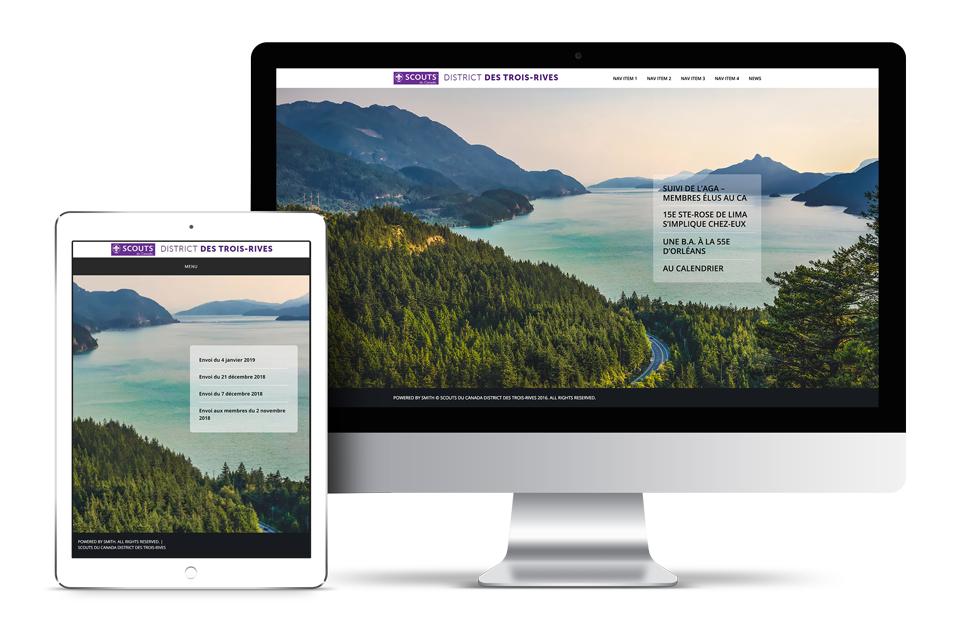 SCOUTS
du Canada
DISTRICT DES TROIS-RIVES
NAV ITEM 1
NAV ITEM 2
NAV ITEM 3
NAV ITEM 4
NEWS
SUIVI DE L'AGA –
MEMBRES ÉLUS AU CA
15E STE-ROSE DE LIMA
S'IMPLIQUE CHEZ-EUX
UNE B.A. À LA 55E
D'ORLÉANS
AU CALENDRIER
POWERED BY SMITH © SCOUTS DU CANADA DISTRICT DES TROIS-RIVES 2016. ALL RIGHTS RESERVED.
SCOUTS
du Canada
DISTRICT DES TROIS-RIVES
MENU
Envoi du 4 janvier 2019
Envoi du 21 décembre 2018
Envoi du 7 décembre 2018
Envoi aux membres du 2 novembre
2018
POWERED BY SMITH. ALL RIGHTS RESERVED. |
SCOUTS DU CANADA DISTRICT DES TROIS-RIVES